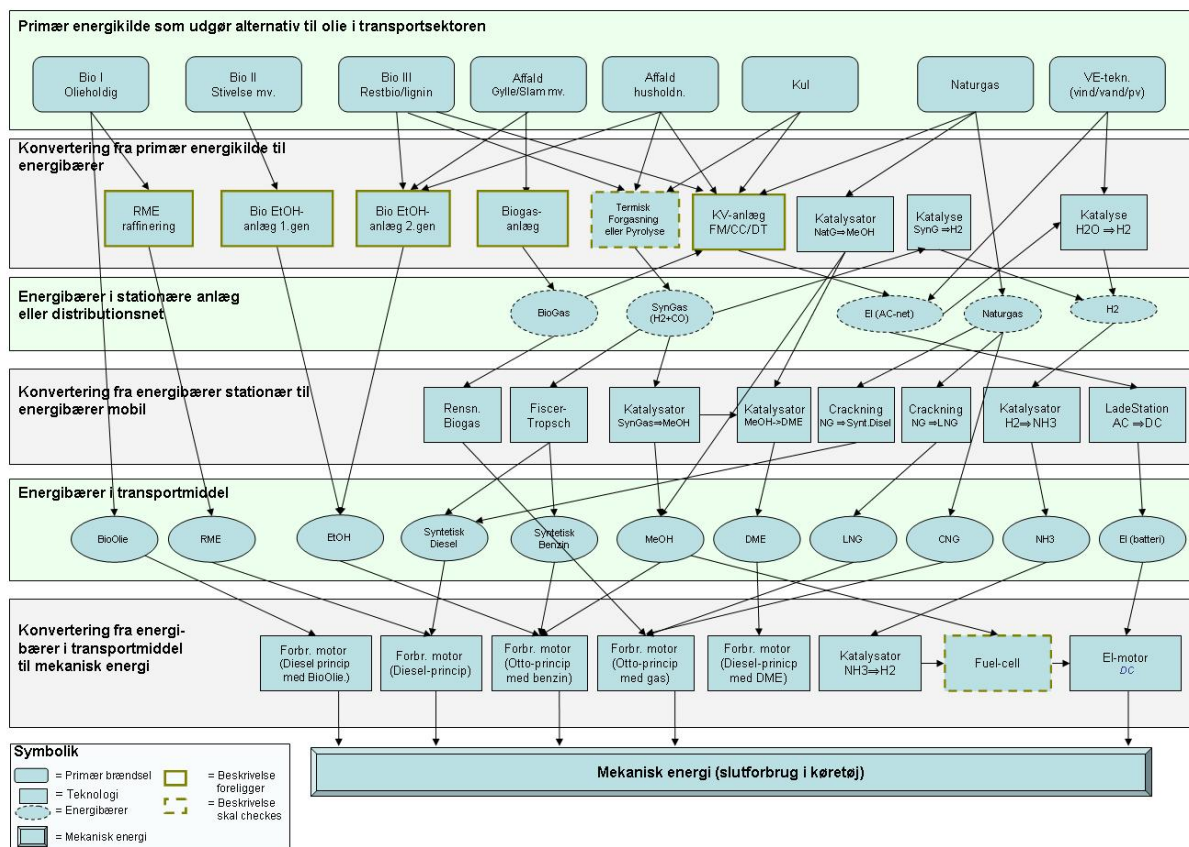 Primær energikilde som udgør alternativ til olie i transportsektoren
Bio I
Olieholdig
Bio II
Stivelse mv.
Bio III
Restbio/lignin
Affald
Gylle/Slam mv.
Affald
husholdn.
Kul
Naturgas
VE-tekn.
(vind/vand/pv)
Konvertering fra primær energikilde til
energibærer
RME
raffinering
Bio EtOH-
anlæg 1.gen
Bio EtOH-
anlæg 2.gen
Biogas-
anlæg
Termisk
Forgasning
eller Pyrolyse
KV-anlæg
FM/CC/DT
Katalysator
NatG⇒MeOH
Katalyse
SynG ⇒H2
Katalyse
H2O ⇒H2
Energibærer i stationære anlæg
eller distributionsnet
BioGas
SynGas
(H2+CO)
El (AC-net)
Naturgas
H2
Konvertering fra energibærer stationær til
energibærer mobil
Rensn.
Biogas
Fiscer-
Tropsch
Katalysator
SynGas⇒MeOH
Katalysator
MeOH->DME
Crackning
NG ⇒Synt.Disel
Crackning
NG ⇒LNG
Katalysator
H2⇒NH3
LadeStation
AC ⇒DC
Energibærer i transportmiddel
BioOlie
RME
EtOH
Syntetisk
Diesel
Syntetisk
Benzin
MeOH
DME
LNG
CNG
NH3
El (batteri)
Konvertering fra energi-
bærer i transportmiddel
til mekanisk energi
Forbr. motor
(Diesel princip
med BioOlie.)
Forbr. motor
(Diesel-princip)
Forbr. motor
(Otto-princip
med benzin)
Forbr. motor
(Otto-princip
med gas)
Forbr. motor
(Diesel-prinicp
med DME)
Katalysator
NH3⇒H2
Fuel-cell
El-motor
DC
Mekanisk energi (slutforbrug i køretøj)
Symbolik
= Primær brændsel
= Teknologi
= Energibærer
= Mekanisk energi
= Beskrivelse
foreligger
= Beskrivelse
skal checkes